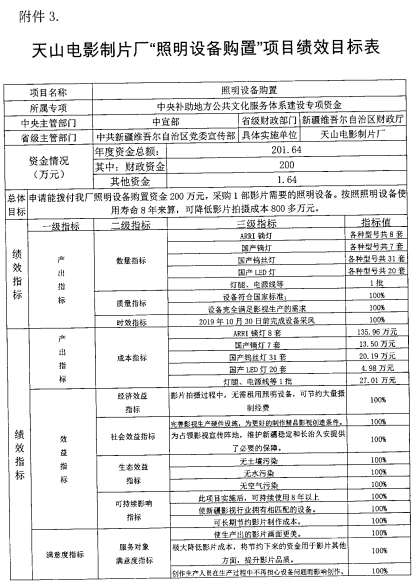 附件 3.
天山电影制片厂“照明设备购置”项目绩效目标表
项目名称 照明设备购置
所属专项 中央补助地方公共文化服务体系建设专项资金
中央主管部门 中宣部 省级财政部门 新疆维吾尔自治区财政厅
省级主管部门 中共新疆维吾尔自治区党委宣传部 具体实施单位 天山电影制片厂
资金情况（万元） 年度资金总额: 201.64
其中: 财政资金 200
其他资金 1.64
总体目标 申请能拨付我厂照明设备购置资金 200 万元，采购 1 部影片需要的照明设备。按照照明设备使
用寿命 8 年来算，可降低影片拍摄成本 800 多万元。
绩效指标 一级指标 二级指标 三级指标 指标值
产出指标 数量指标 ARRI 镝灯 各种型号共 8 套
国产镝灯 各种型号共 7 套
国产钨丝灯 各种型号共 31 套
国产 LED 灯 各种型号共 20 套
灯腿、电源线等 1 批
质量指标 设备符合国家标准; 100%
设备完全满足影视生产的需求 100%
时效指标 2019 年 10 月 30 日前完成设备采风 100%
绩效指标 产出指标 成本指标 ARRI 镝灯 8 套 135.96 万元
国产镝灯 7 套 13.50 万元
国产钨丝灯 31 套 20.19 万元
国产 LED 灯 20 套 4.98 万元
灯腿、电源线等 1 批 27.01 万元
效益指标 经济效益指标 影片拍摄过程中，无需租用照明设备，可节约大量摄
制经费 100%
社会效益指标 完善影视生产硬件设施，为更好的制作精品影视创造条件。 100%
为占领影视宣传阵地，维护新疆稳定和长治久安提供
了必要的保障。 100%
生态效益指标 无土壤污染 100%
无水污染 100%
无空气污染 100%
可持续影响指标 此项目实施后，可持续使用 8 年以上 100%
使新疆影视行业拥有相匹配的设备。 100%
可长期节约影片制作成本。 100%
满意度指标 服务对象满意度指标 使生产出的影片画面更美。 100%
极大降低影片成本，将节约下来的资金用于影片其他
方面，提升影片品质。 100%
创作生产人员在生产过程中不再担心设备问题而影响创作。 100%